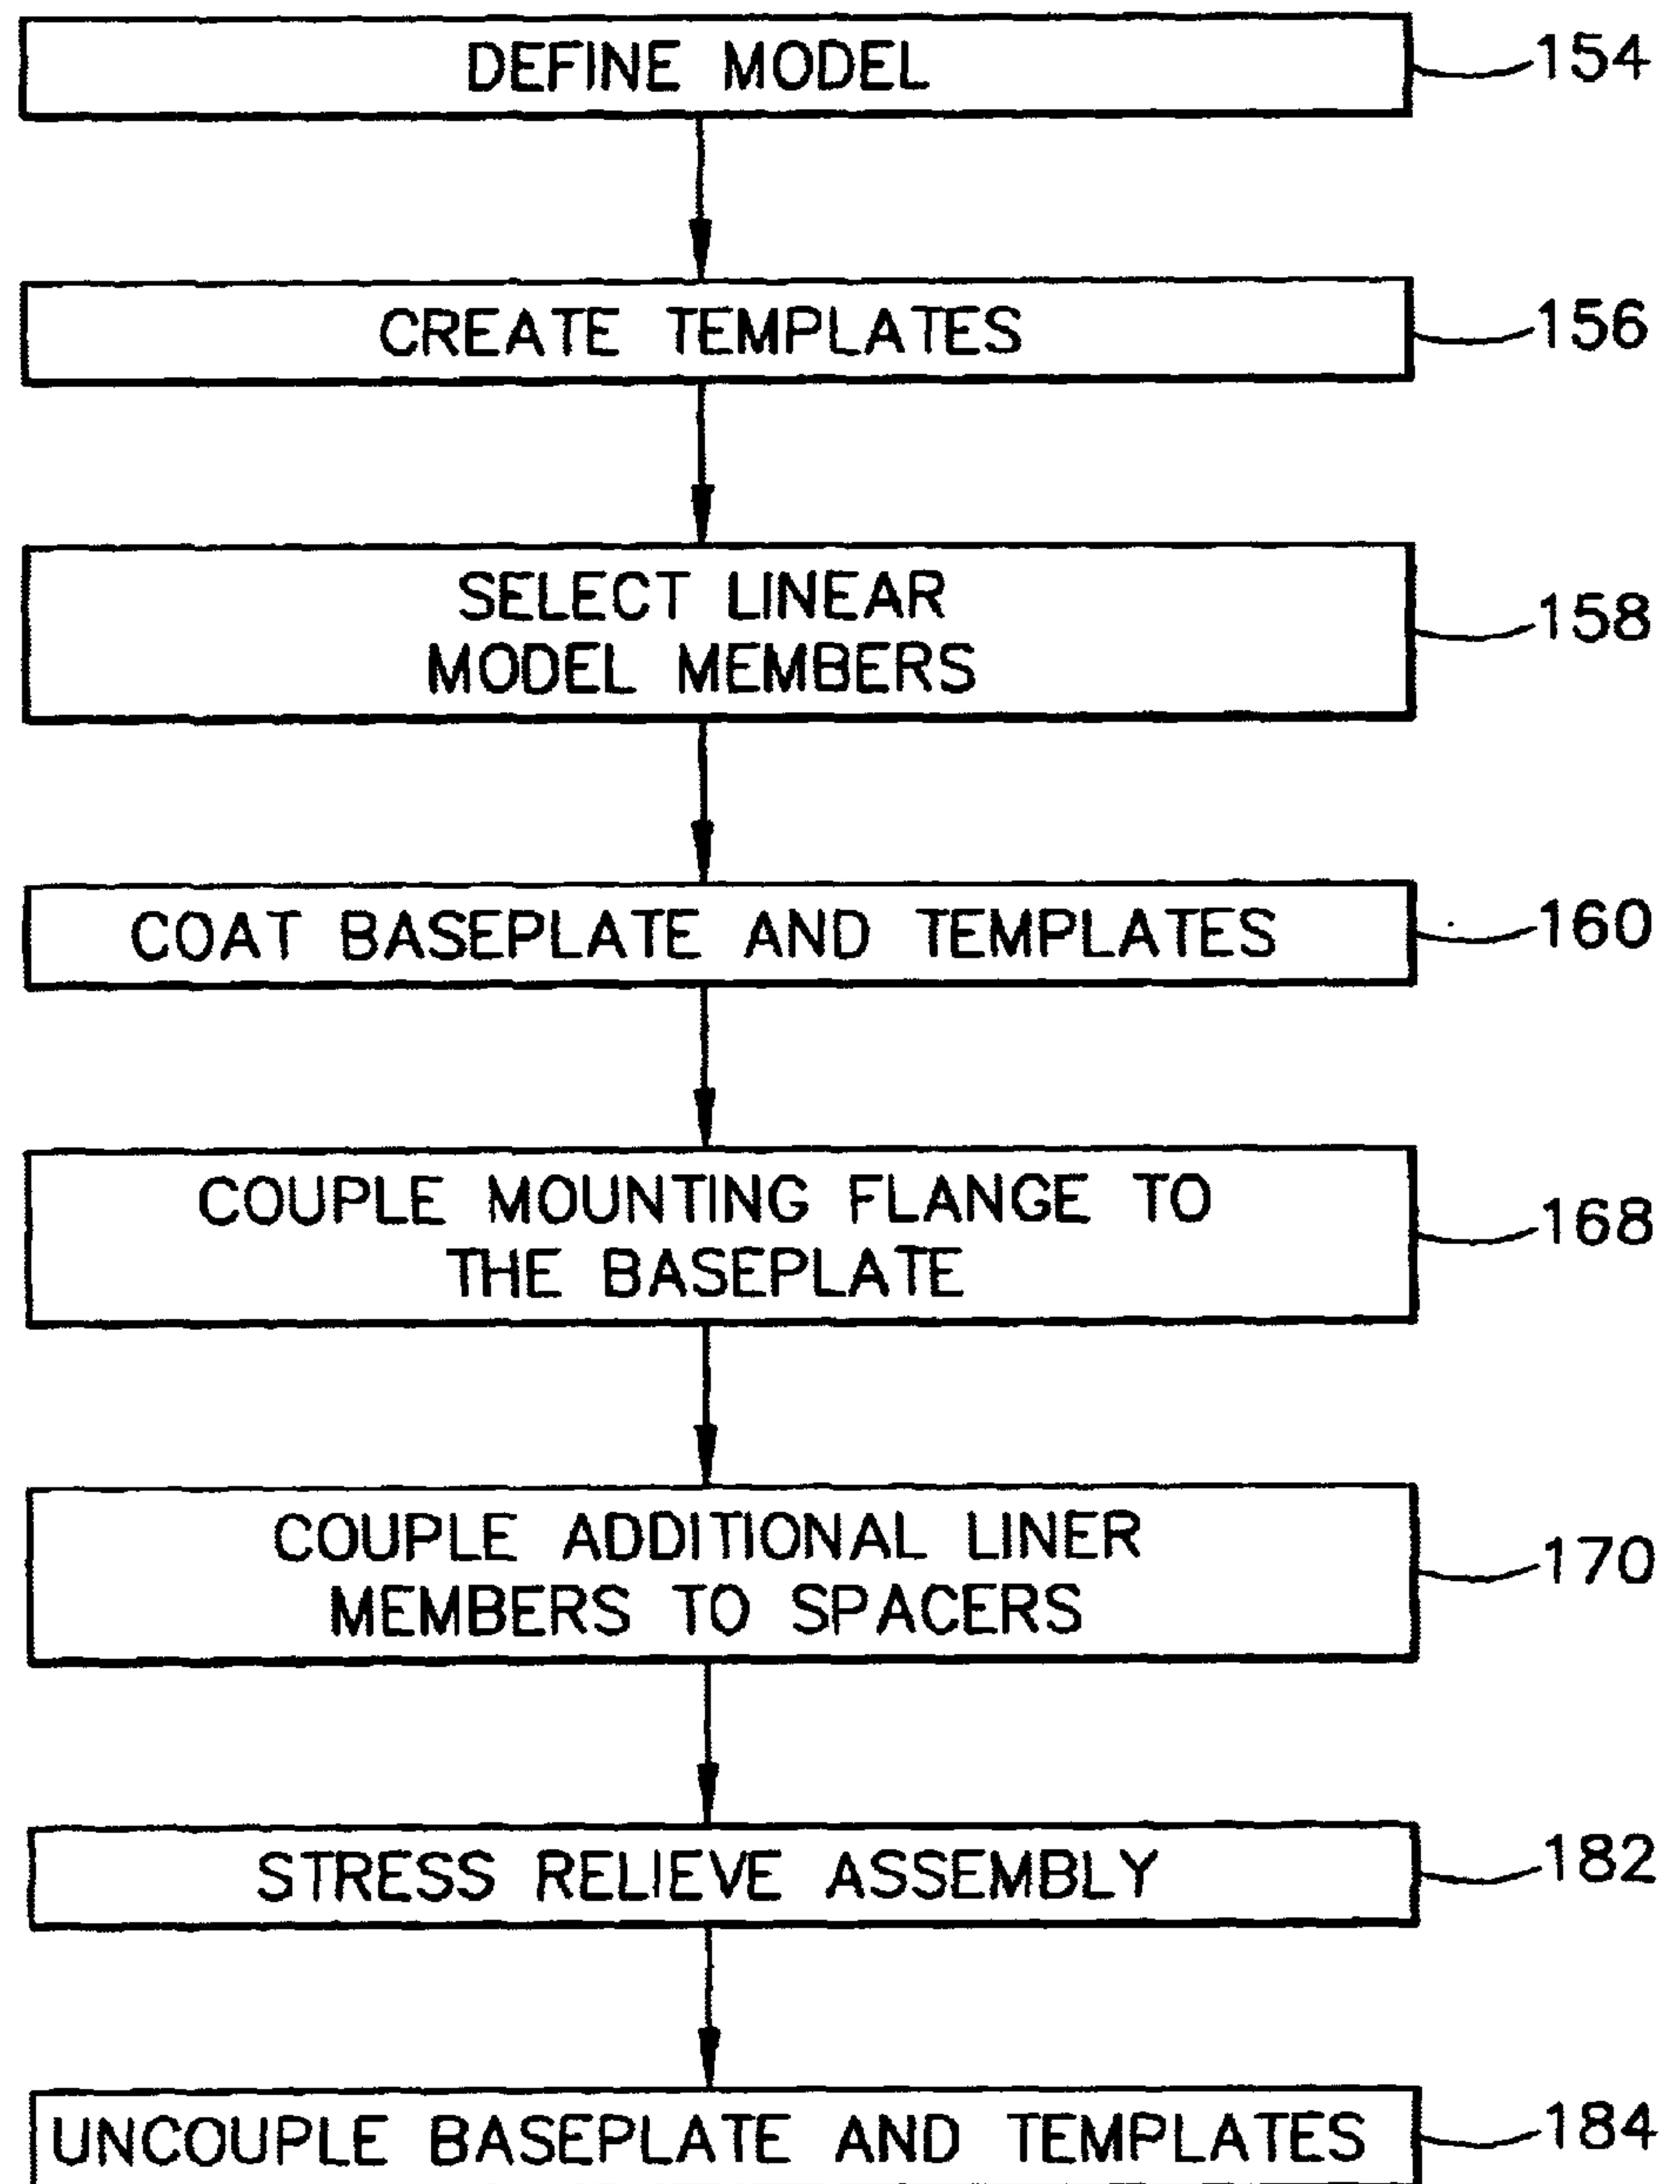 DEFINE MODEL
154
CREATE TEMPLATES
156
SELECT LINEAR
MODEL MEMBERS
158
COAT BASEPLATE AND TEMPLATES
160
COUPLE MOUNTING FLANGE TO
THE BASEPLATE
168
COUPLE ADDITIONAL LINER
MEMBERS TO SPACERS
170
STRESS RELIEVE ASSEMBLY
182
UNCOUPLE BASEPLATE AND TEMPLATES
184